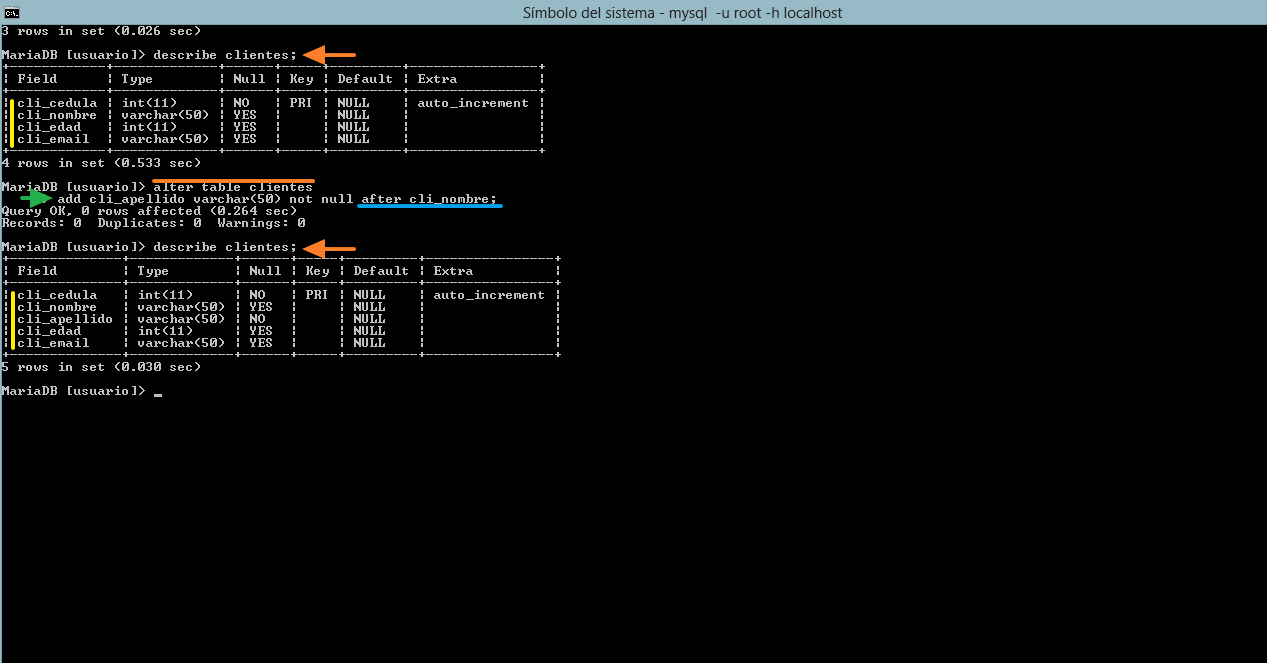 Símbolo del sistema - mysql  -u root -h localhost
3 rows in set (0.026 sec)
MariaDB [usuario]> describe clientes;
+-------------+-------------+------+-----+---------+----------------+
| Field       | Type        | Null | Key | Default | Extra          |
+-------------+-------------+------+-----+---------+----------------+
| cli_cedula  | int(11)     | NO   | PRI | NULL    | auto_increment |
| cli_nombre  | varchar(50) | YES  |     | NULL    |                |
| cli_edad    | int(11)     | YES  |     | NULL    |                |
| cli_email   | varchar(50) | YES  |     | NULL    |                |
+-------------+-------------+------+-----+---------+----------------+
4 rows in set (0.533 sec)
MariaDB [usuario]> alter table clientes
add cli_apellido varchar(50) not null after cli_nombre;
Query OK, 0 rows affected (0.264 sec)
Records: 0  Duplicates: 0  Warnings: 0
MariaDB [usuario]> describe clientes;
+--------------+-------------+------+-----+---------+----------------+
| Field        | Type        | Null | Key | Default | Extra          |
+--------------+-------------+------+-----+---------+----------------+
| cli_cedula   | int(11)     | NO   | PRI | NULL    | auto_increment |
| cli_nombre   | varchar(50) | YES  |     | NULL    |                |
| cli_apellido | varchar(50) | NO   |     | NULL    |                |
| cli_edad     | int(11)     | YES  |     | NULL    |                |
| cli_email    | varchar(50) | YES  |     | NULL    |                |
+--------------+-------------+------+-----+---------+----------------+
5 rows in set (0.030 sec)
MariaDB [usuario]> _